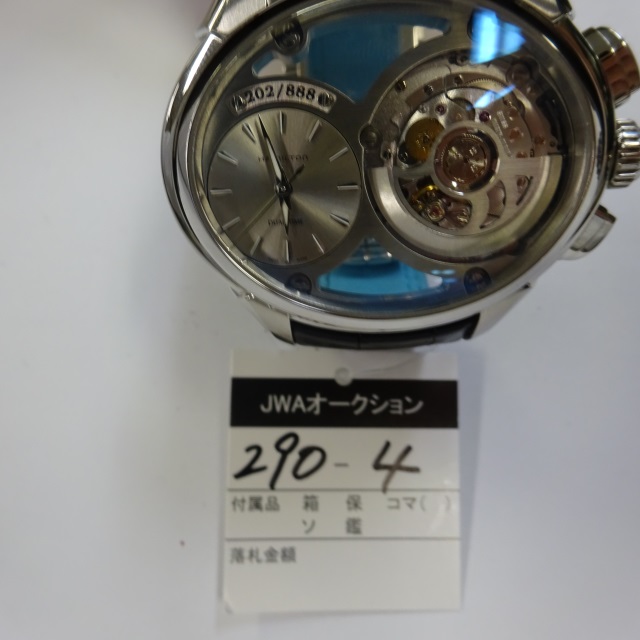 202/888
JWAオークション
290-4
付属品 箱 保 コマ( )
ソ 鑑
落札金額